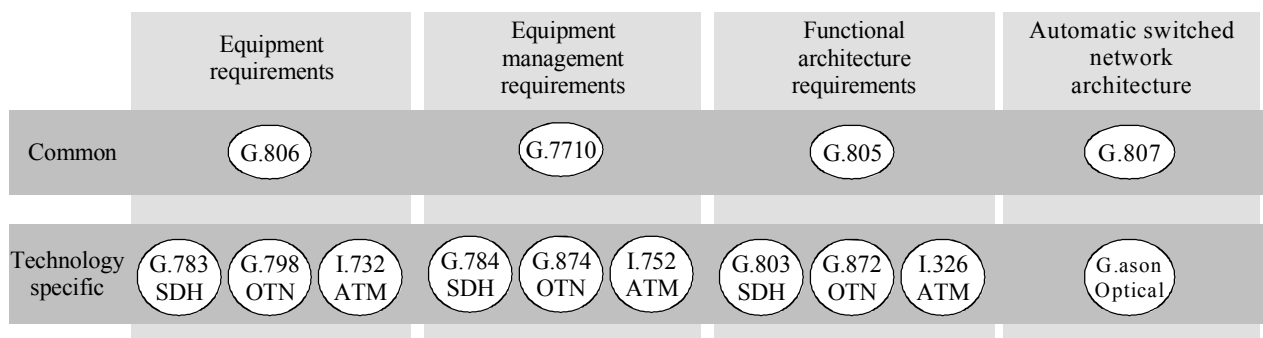 Equipment
requirements
Equipment
management
requirements
Functional
architecture
requirements
Automatic switched
network
architecture
Common
G.806
G.7710
G.805
G.807
Technology
specific
G.783
SDH
G.798
OTN
I.732
ATM
G.784
SDH
G.874
OTN
I.752
ATM
G.803
SDH
G.872
OTN
I.326
ATM
G.ason
Optical